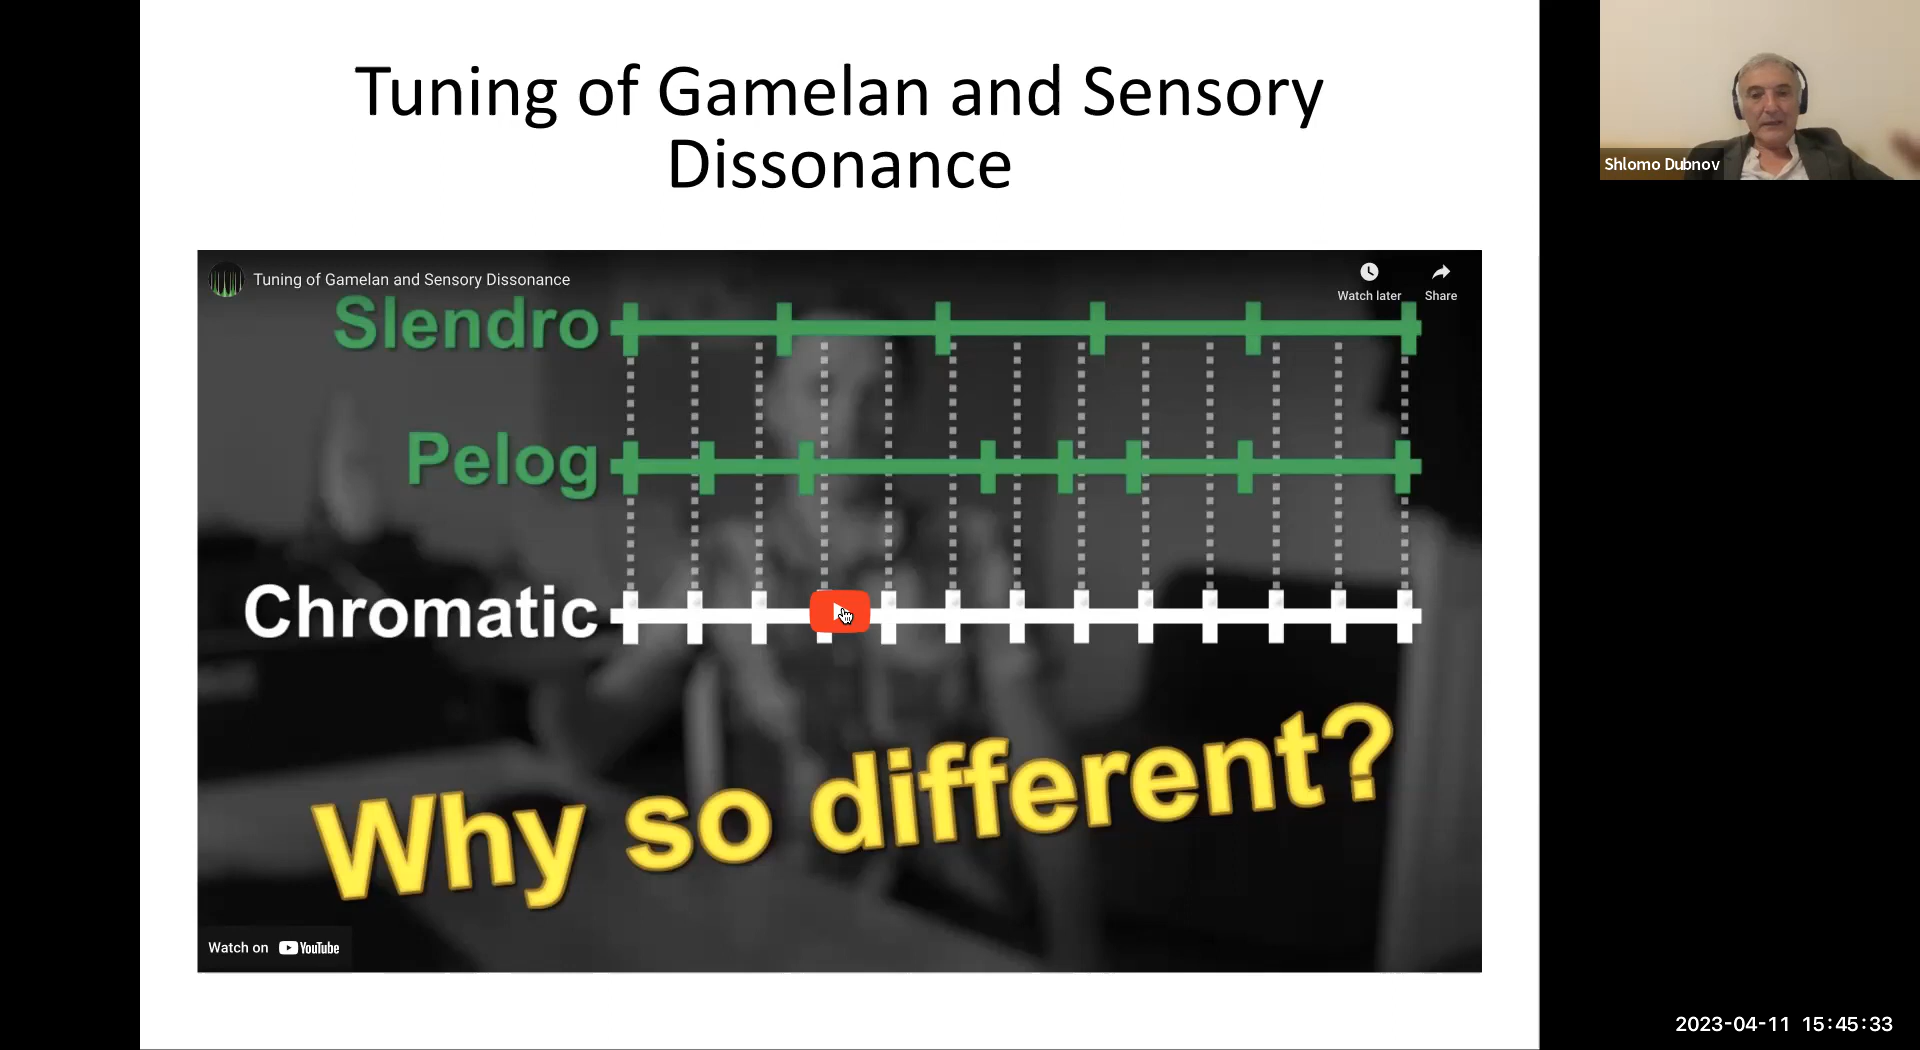 Tuning of Gamelan and Sensory
Dissonance
Shlomo Dubnov
Tuning of Gamelan and Sensory Dissonance
Watch later
Share
Slendro
Pelog
Chromatic
Why so different?
Watch on YouTube
2023-04-11 15:45:33